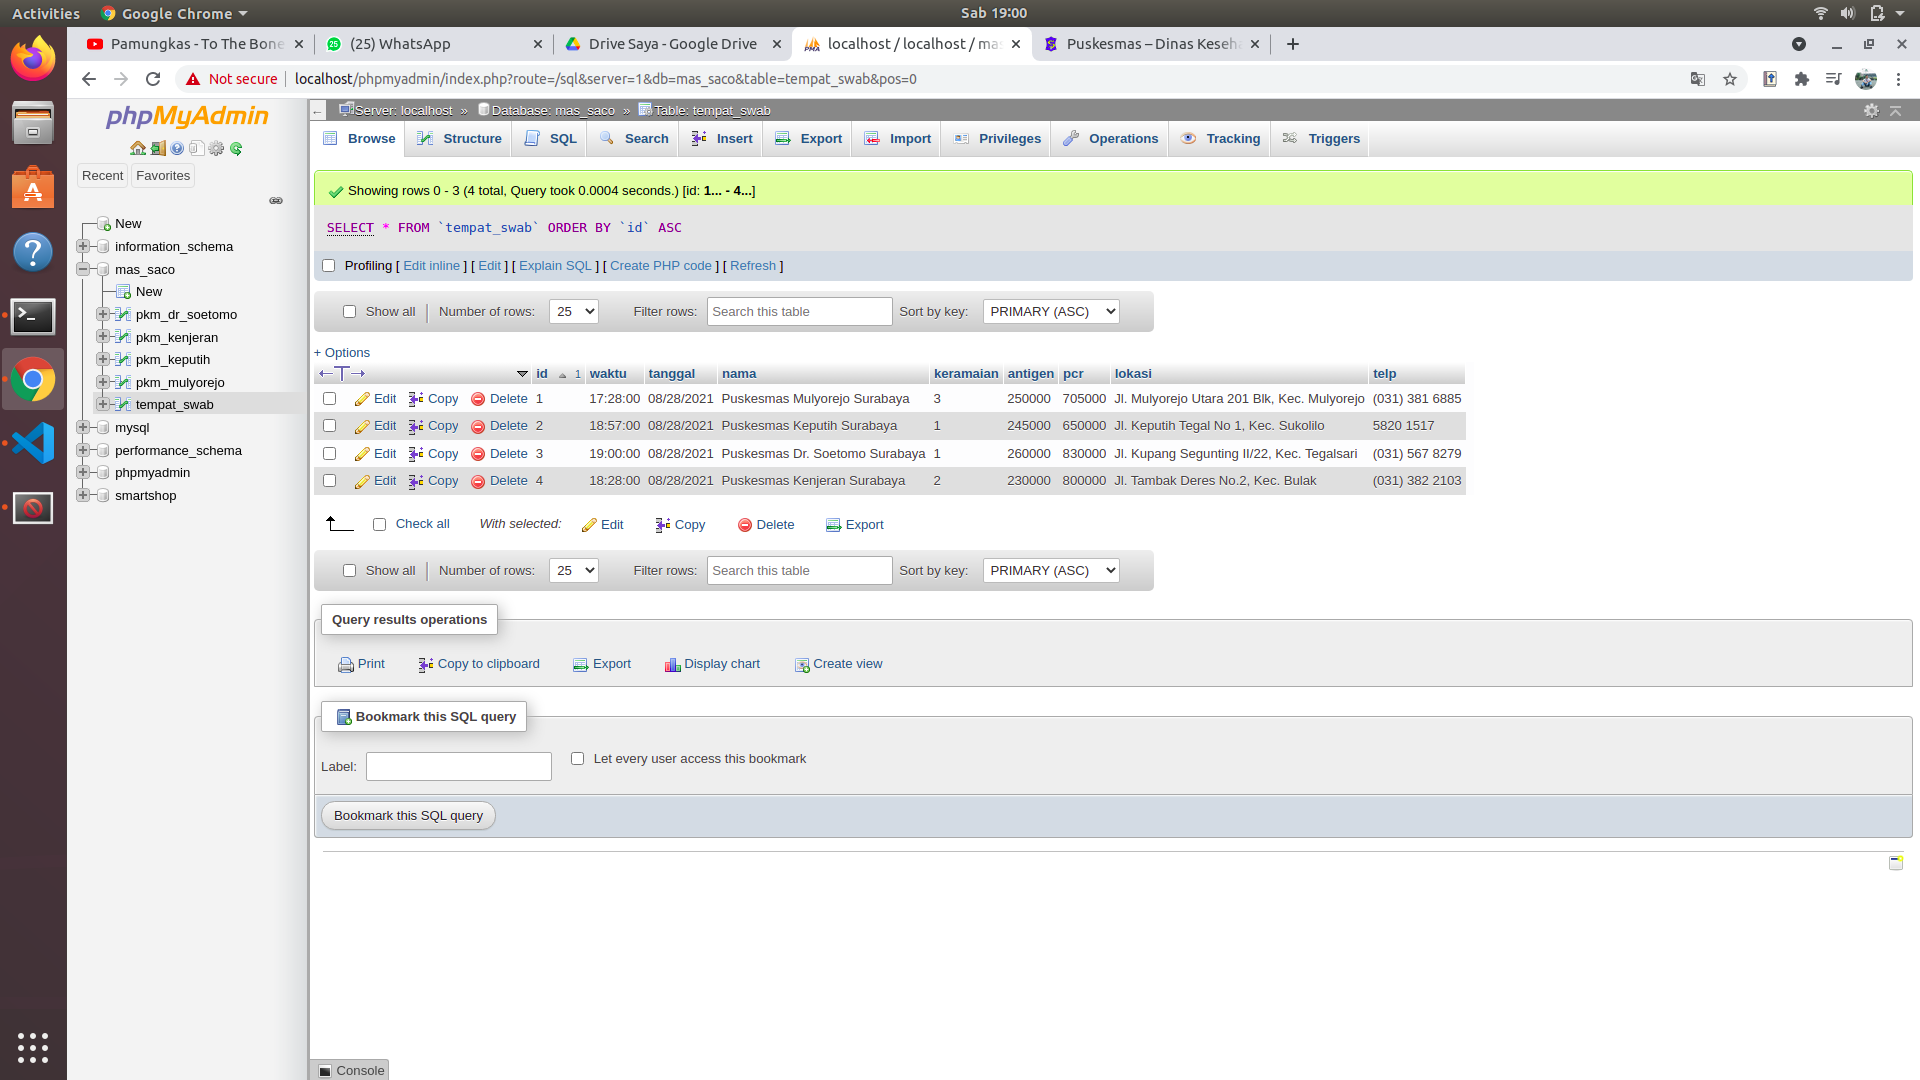 Activities Google Chrome Sab 19:00
Pamungkas - To The Bone (25) WhatsApp Drive Saya - Google Drive localhost / localhost / mas Puskesmas – Dinas Keseha
Not secure localhost/phpmyadmin/index.php?route=/sql&server=1&db=mas_saco&table=tempat_swab&pos=0
phpMyAdmin
Recent Favorites
New
information_schema
mas_saco
New
pkm_dr_soetomo
pkm_kenjeran
pkm_keputih
pkm_mulyorejo
tempat_swab
mysql
performance_schema
phpmyadmin
smartshop
Server: localhost » Database: mas_saco » Table: tempat_swab
Browse Structure SQL Search Insert Export Import Privileges Operations Tracking Triggers
Showing rows 0 - 3 (4 total, Query took 0.0004 seconds.) [id: 1... - 4...]
SELECT * FROM `tempat_swab` ORDER BY `id` ASC
Profiling [ Edit inline ] [ Edit ] [ Explain SQL ] [ Create PHP code ] [ Refresh ]
Show all Number of rows: 25 Filter rows: Search this table Sort by key: PRIMARY (ASC)
+ Options
id 1 waktu tanggal nama keramaian antigen pcr lokasi telp
Edit Copy Delete 1 17:28:00 08/28/2021 Puskesmas Mulyorejo Surabaya 3 250000 705000 Jl. Mulyorejo Utara 201 Blk, Kec. Mulyorejo (031) 381 6885
Edit Copy Delete 2 18:57:00 08/28/2021 Puskesmas Keputih Surabaya 1 245000 650000 Jl. Keputih Tegal No 1, Kec. Sukolilo 5820 1517
Edit Copy Delete 3 19:00:00 08/28/2021 Puskesmas Dr. Soetomo Surabaya 1 260000 830000 Jl. Kupang Segunting II/22, Kec. Tegalsari (031) 567 8279
Edit Copy Delete 4 18:28:00 08/28/2021 Puskesmas Kenjeran Surabaya 2 230000 800000 Jl. Tambak Deres No.2, Kec. Bulak (031) 382 2103
Check all With selected: Edit Copy Delete Export
Show all Number of rows: 25 Filter rows: Search this table Sort by key: PRIMARY (ASC)
Query results operations
Print Copy to clipboard Export Display chart Create view
Bookmark this SQL query
Label: Let every user access this bookmark
Bookmark this SQL query
Console